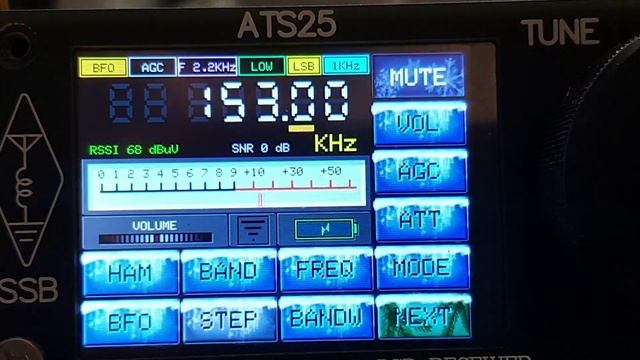 ATS25
TUNE
BFO AGC F 2.2KHz LOW LSB 1KHz
MUTE
153.00
KHz
VOL
RSSI 68 dBuV SNR 0 dB
0 1 2 3 4 5 6 7 8 9 +10 +30 +50
AGC
VOLUME
ATT
HAM BAND FREQ MODE
SSB
BFO STEP BANDW NEXT
RECEIVER